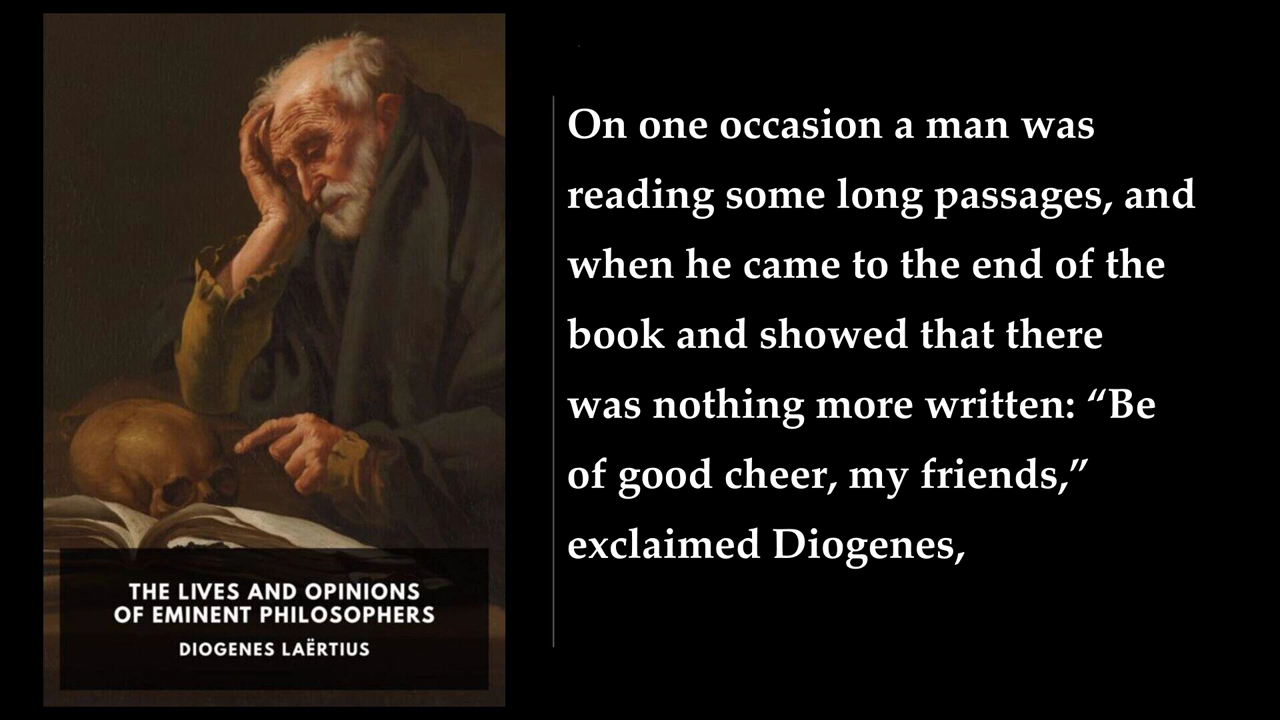 THE LIVES AND OPINIONS
OF EMINENT PHILOSOPHERS
DIOGENES LAËRTIUS
On one occasion a man was
reading some long passages, and
when he came to the end of the
book and showed that there
was nothing more written: “Be
of good cheer, my friends,”
exclaimed Diogenes,